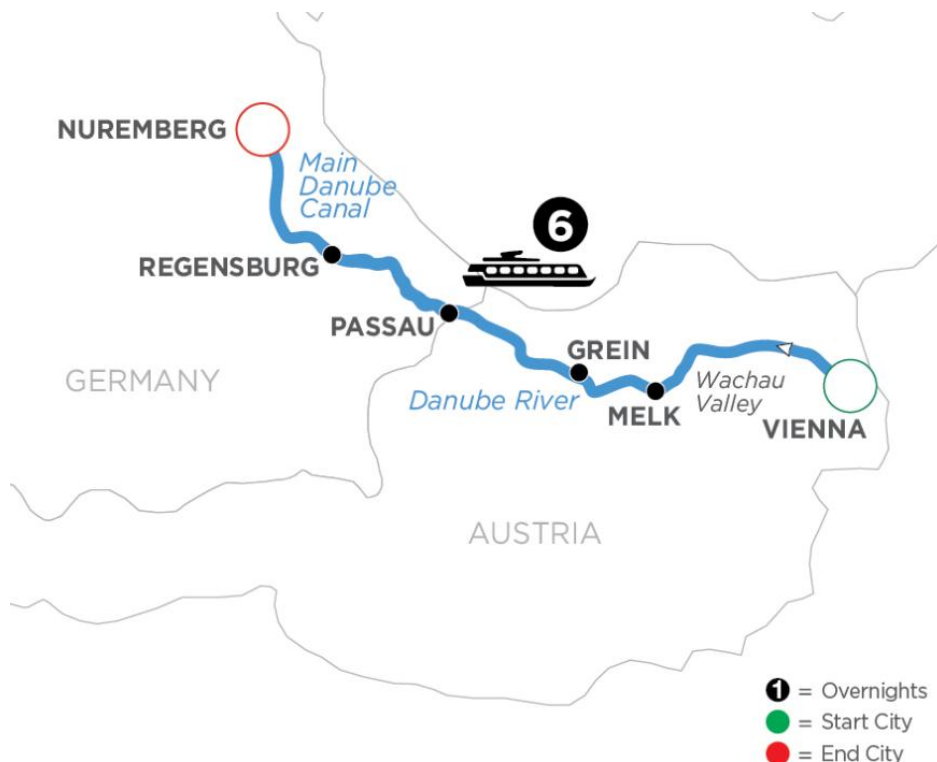 NUREMBERG
Main
Danube
Canal
6
REGENSBURG
PASSAU
GREIN
GERMANY
Danube River
MELK
Wachau
Valley
VIENNA
AUSTRIA
1 = Overnights
= Start City
= End City